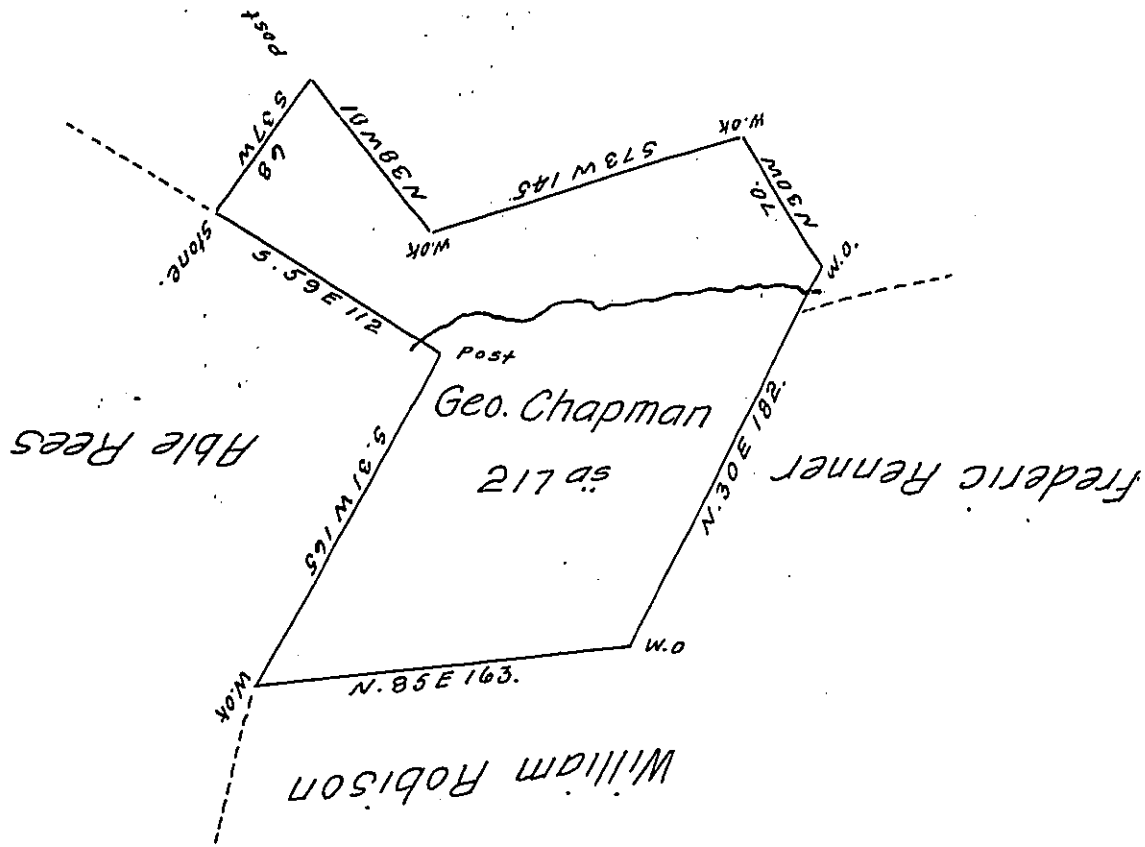 Post
S 37 W
68
N 38 W 81
W.OK
S 73 W 145
W.OK
N 30 W
70.
W.O.
Stone.
S. 59 E 112
Post
Geo. Chapman
217 as
Able Rees
S. 31 W 165
N. 30 E 182.
Frederic Renner
W.O
W.OK
N. 85 E 163.
William Robison